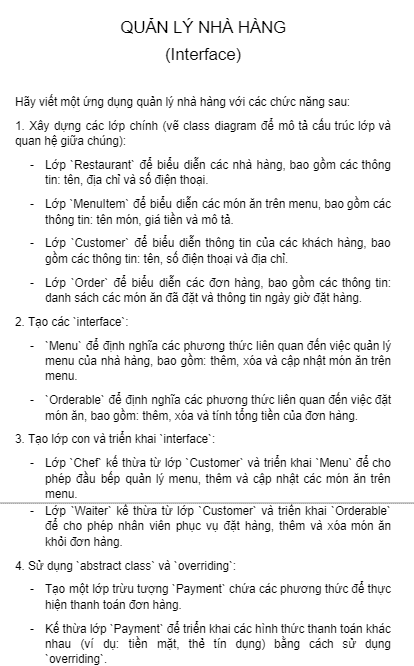 QUẢN LÝ NHÀ HÀNG
(Interface)
Hãy viết một ứng dụng quản lý nhà hàng với các chức năng sau:
1. Xây dựng các lớp chính (vẽ class diagram để mô tả cấu trúc lớp và
quan hệ giữa chúng):
- Lớp `Restaurant` để biểu diễn các nhà hàng, bao gồm các thông
tin: tên, địa chỉ và số điện thoại.
- Lớp `MenuItem` để biểu diễn các món ăn trên menu, bao gồm các
thông tin: tên món, giá tiền và mô tả.
- Lớp `Customer` để biểu diễn thông tin của các khách hàng, bao
gồm các thông tin: tên, số điện thoại và địa chỉ.
- Lớp `Order` để biểu diễn các đơn hàng, bao gồm các thông tin:
danh sách các món ăn đã đặt và thông tin ngày giờ đặt hàng.
2. Tạo các `interface`:
- `Menu` để định nghĩa các phương thức liên quan đến việc quản lý
menu của nhà hàng, bao gồm: thêm, xóa và cập nhật món ăn trên
menu.
- `Orderable` để định nghĩa các phương thức liên quan đến việc đặt
món ăn, bao gồm: thêm, xóa và tính tổng tiền của đơn hàng.
3. Tạo lớp con và triển khai `interface`:
- Lớp `Chef` kế thừa từ lớp `Customer` và triển khai `Menu` để cho
phép đầu bếp quản lý menu, thêm và cập nhật các món ăn trên
menu.
- Lớp `Waiter` kế thừa từ lớp `Customer` và triển khai `Orderable`
để cho phép nhân viên phục vụ đặt hàng, thêm và xóa món ăn
khỏi đơn hàng.
4. Sử dụng `abstract class` và `overriding`:
- Tạo một lớp trừu tượng `Payment` chứa các phương thức để thực
hiện thanh toán đơn hàng.
- Kế thừa lớp `Payment` để triển khai các hình thức thanh toán khác
nhau (ví dụ: tiền mặt, thẻ tín dụng) bằng cách sử dụng
`overriding`.